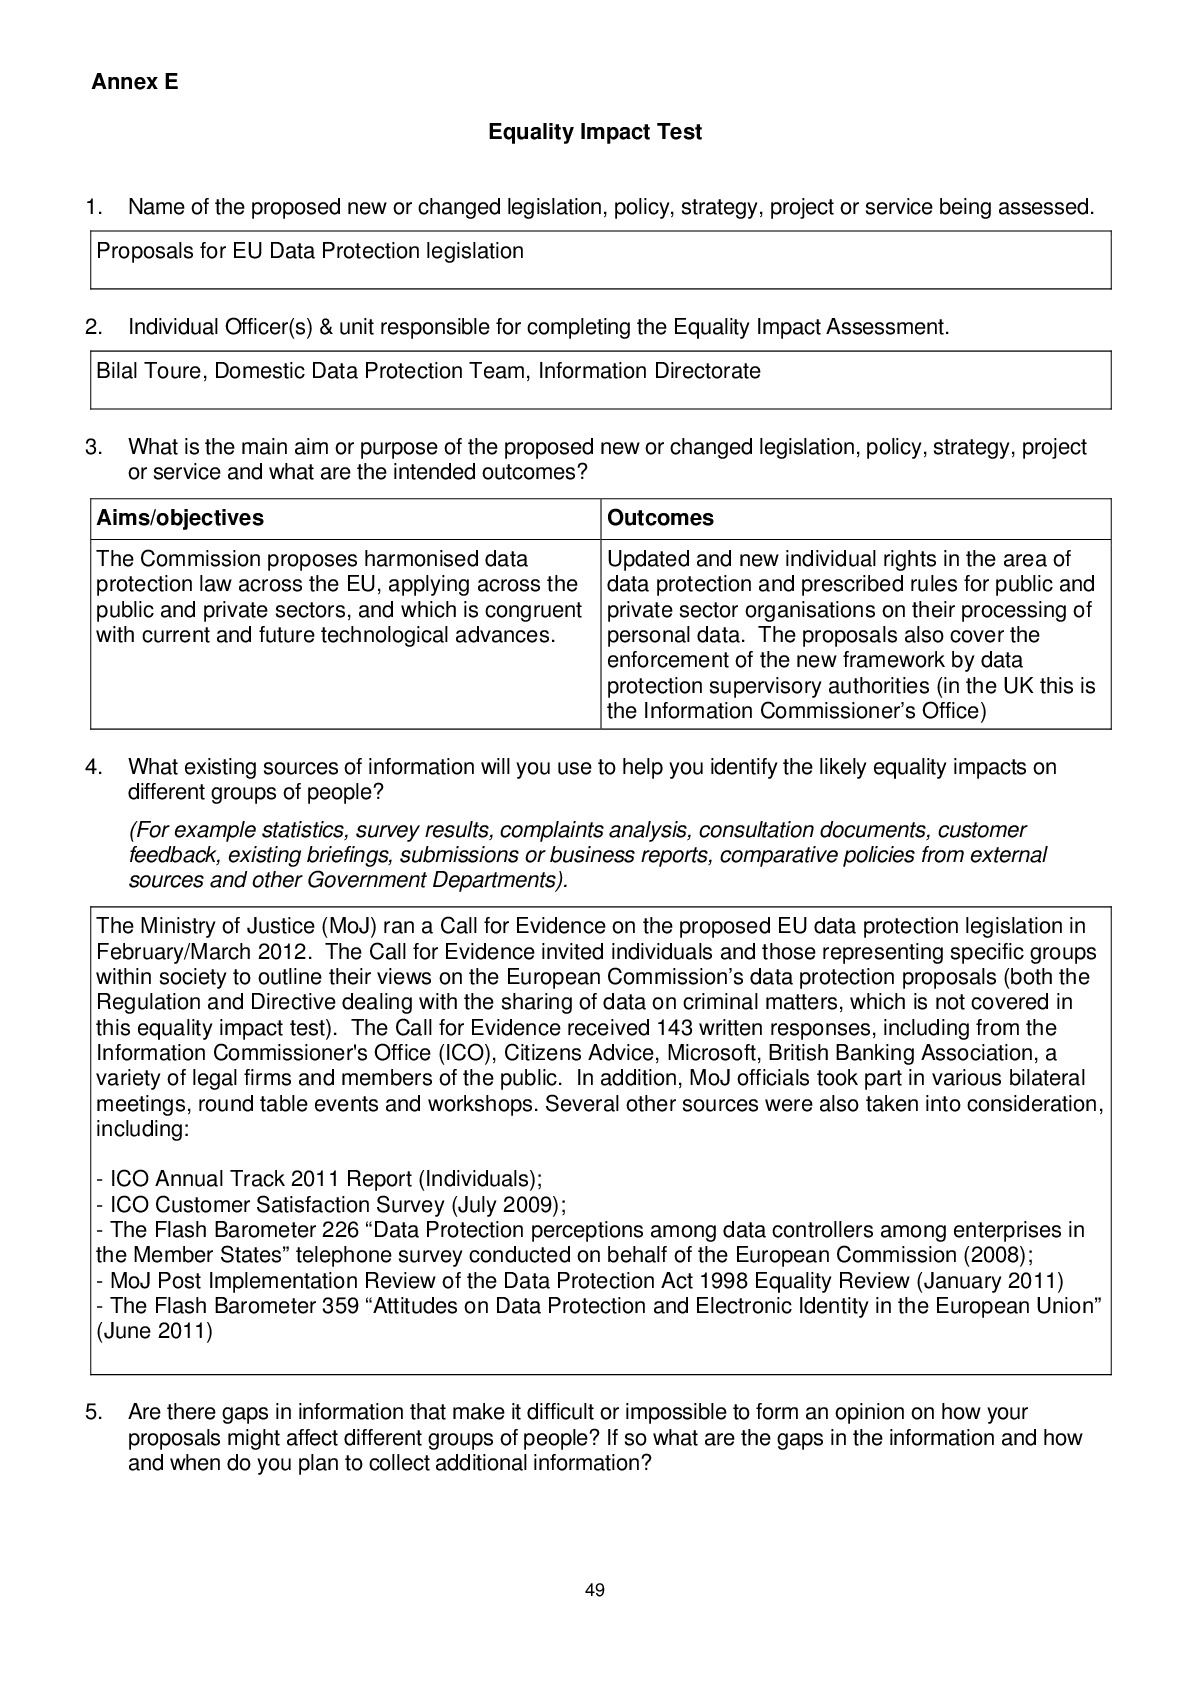 Annex E
Equality Impact Test
1. Name of the proposed new or changed legislation, policy, strategy, project or service being assessed.
Proposals for EU Data Protection legislation
2. Individual Officer(s) & unit responsible for completing the Equality Impact Assessment.
Bilal Toure, Domestic Data Protection Team, Information Directorate
3. What is the main aim or purpose of the proposed new or changed legislation, policy, strategy, project
or service and what are the intended outcomes?
Aims/objectives
The Commission proposes harmonised data
protection law across the EU, applying across the
public and private sectors, and which is congruent
with current and future technological advances.
Outcomes
Updated and new individual rights in the area of
data protection and prescribed rules for public and
private sector organisations on their processing of
personal data.  The proposals also cover the
enforcement of the new framework by data
protection supervisory authorities (in the UK this is
the Information Commissioner’s Office)
4. What existing sources of information will you use to help you identify the likely equality impacts on
different groups of people?
(For example statistics, survey results, complaints analysis, consultation documents, customer
feedback, existing briefings, submissions or business reports, comparative policies from external
sources and other Government Departments).
The Ministry of Justice (MoJ) ran a Call for Evidence on the proposed EU data protection legislation in
February/March 2012.  The Call for Evidence invited individuals and those representing specific groups
within society to outline their views on the European Commission’s data protection proposals (both the
Regulation and Directive dealing with the sharing of data on criminal matters, which is not covered in
this equality impact test).  The Call for Evidence received 143 written responses, including from the
Information Commissioner's Office (ICO), Citizens Advice, Microsoft, British Banking Association, a
variety of legal firms and members of the public.  In addition, MoJ officials took part in various bilateral
meetings, round table events and workshops. Several other sources were also taken into consideration,
including:
- ICO Annual Track 2011 Report (Individuals);
- ICO Customer Satisfaction Survey (July 2009);
- The Flash Barometer 226 “Data Protection perceptions among data controllers among enterprises in
the Member States” telephone survey conducted on behalf of the European Commission (2008);
- MoJ Post Implementation Review of the Data Protection Act 1998 Equality Review (January 2011)
- The Flash Barometer 359 “Attitudes on Data Protection and Electronic Identity in the European Union”
(June 2011)
5. Are there gaps in information that make it difficult or impossible to form an opinion on how your
proposals might affect different groups of people? If so what are the gaps in the information and how
and when do you plan to collect additional information?
49